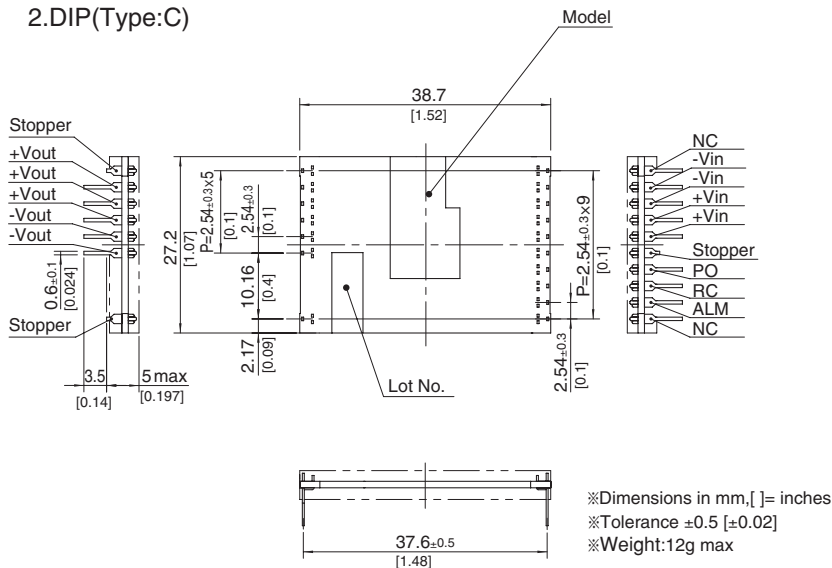 2.DIP(Type:C)
Model
38.7
[1.52]
Stopper
+Vout
+Vout
+Vout
-Vout
-Vout
Stopper
0.6±0.1
[0.024]
3.5
[0.14]
5 max
[0.197]
27.2
[1.07]
P=2.54±0.3×5
[0.1]
2.54±0.3
[0.1]
10.16
[0.4]
2.17
[0.09]
Lot No.
P=2.54±0.3×9
[0.1]
2.54±0.3
[0.1]
NC
-Vin
-Vin
+Vin
+Vin
Stopper
PO
RC
ALM
NC
37.6±0.5
[1.48]
※Dimensions in mm,[ ]= inches
※Tolerance ±0.5 [±0.02]
※Weight:12g max